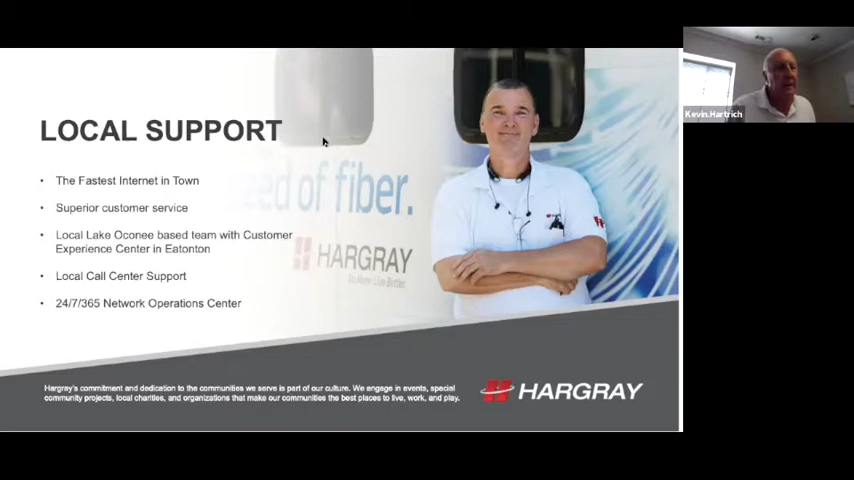 LOCAL SUPPORT
• The Fastest Internet in Town
• Superior customer service
• Local Lake Oconee based team with Customer
Experience Center in Eatonton
• Local Call Center Support
• 24/7/365 Network Operations Center
eed of fiber.
HARGRAY
Hargray's commitment and dedication to the communities we serve is part of our culture. We engage in events, special
community projects, local charities, and organizations that make our communities the best places to live, work, and play.
HARGRAY
Kevin.Hartrich